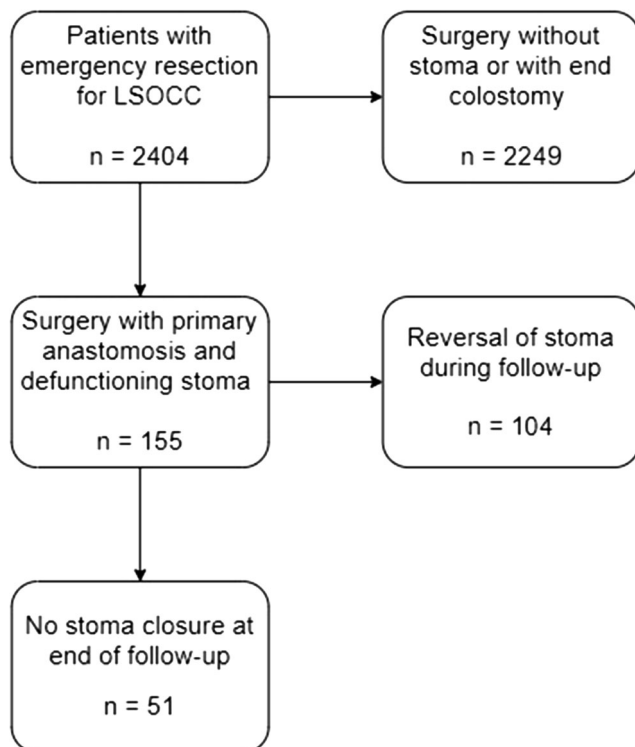 Patients with
emergency resection
for LSOCC
n = 2404
Surgery without
stoma or with end
colostomy
n = 2249
Surgery with primary
anastomosis and
defunctioning stoma
n = 155
Reversal of stoma
during follow-up
n = 104
No stoma closure at
end of follow-up
n = 51